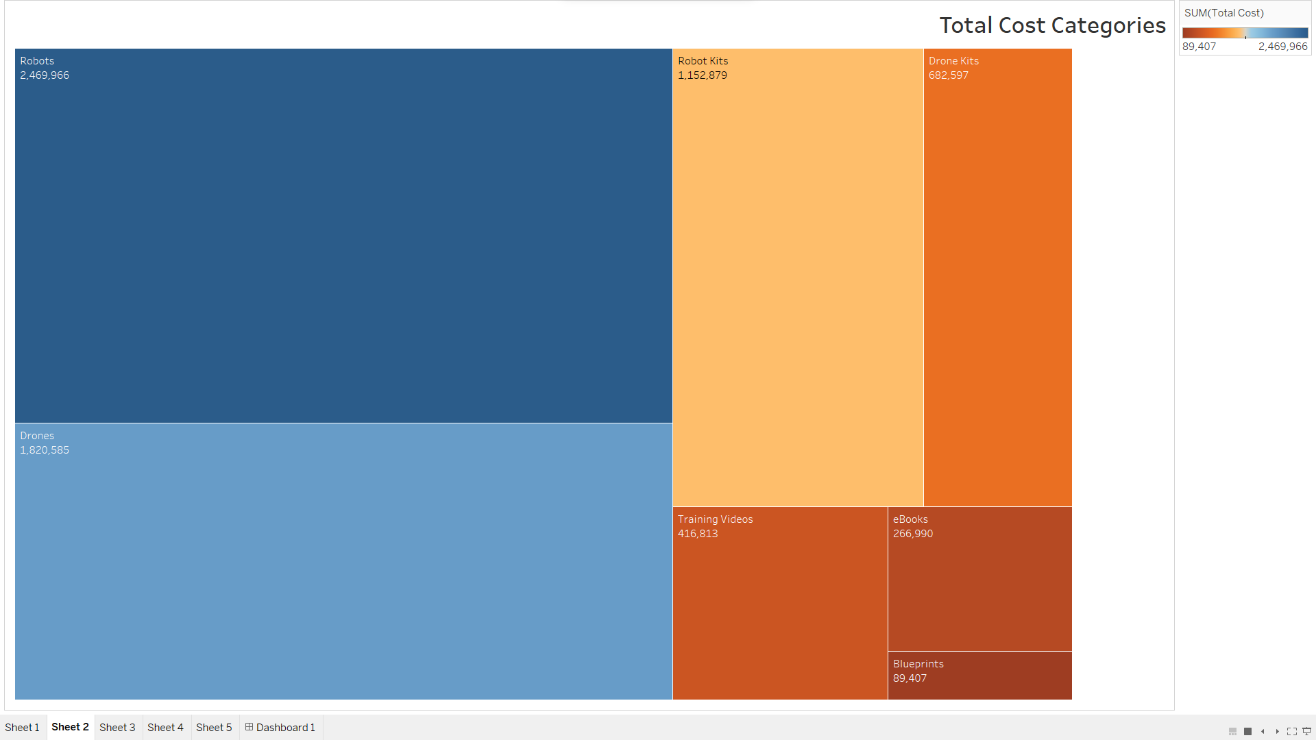 Total Cost Categories
SUM(Total Cost)
89,407 2,469,966
Robots
2,469,966
Robot Kits
1,152,879
Drone Kits
682,597
Drones
1,820,585
Training Videos
416,813
eBooks
266,990
Blueprints
89,407
Sheet 1 Sheet 2 Sheet 3 Sheet 4 Sheet 5 Dashboard 1